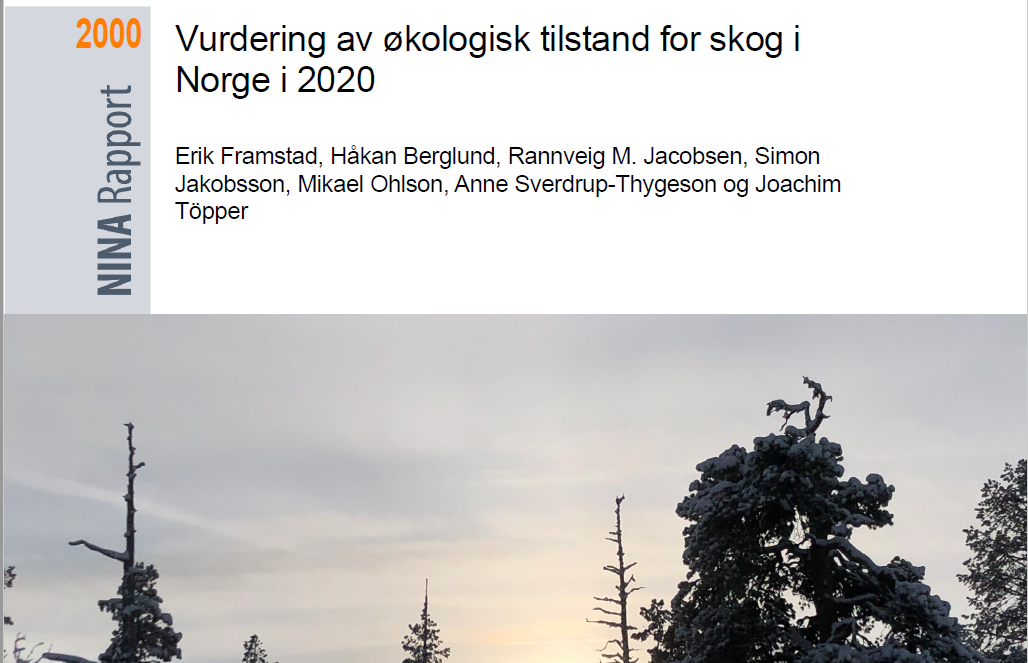 2000
Vurdering av økologisk tilstand for skog i
Norge i 2020
Erik Framstad, Håkan Berglund, Rannveig M. Jacobsen, Simon
Jakobsson, Mikael Ohlson, Anne Sverdrup-Thygeson og Joachim
Töpper
NINA Rapport